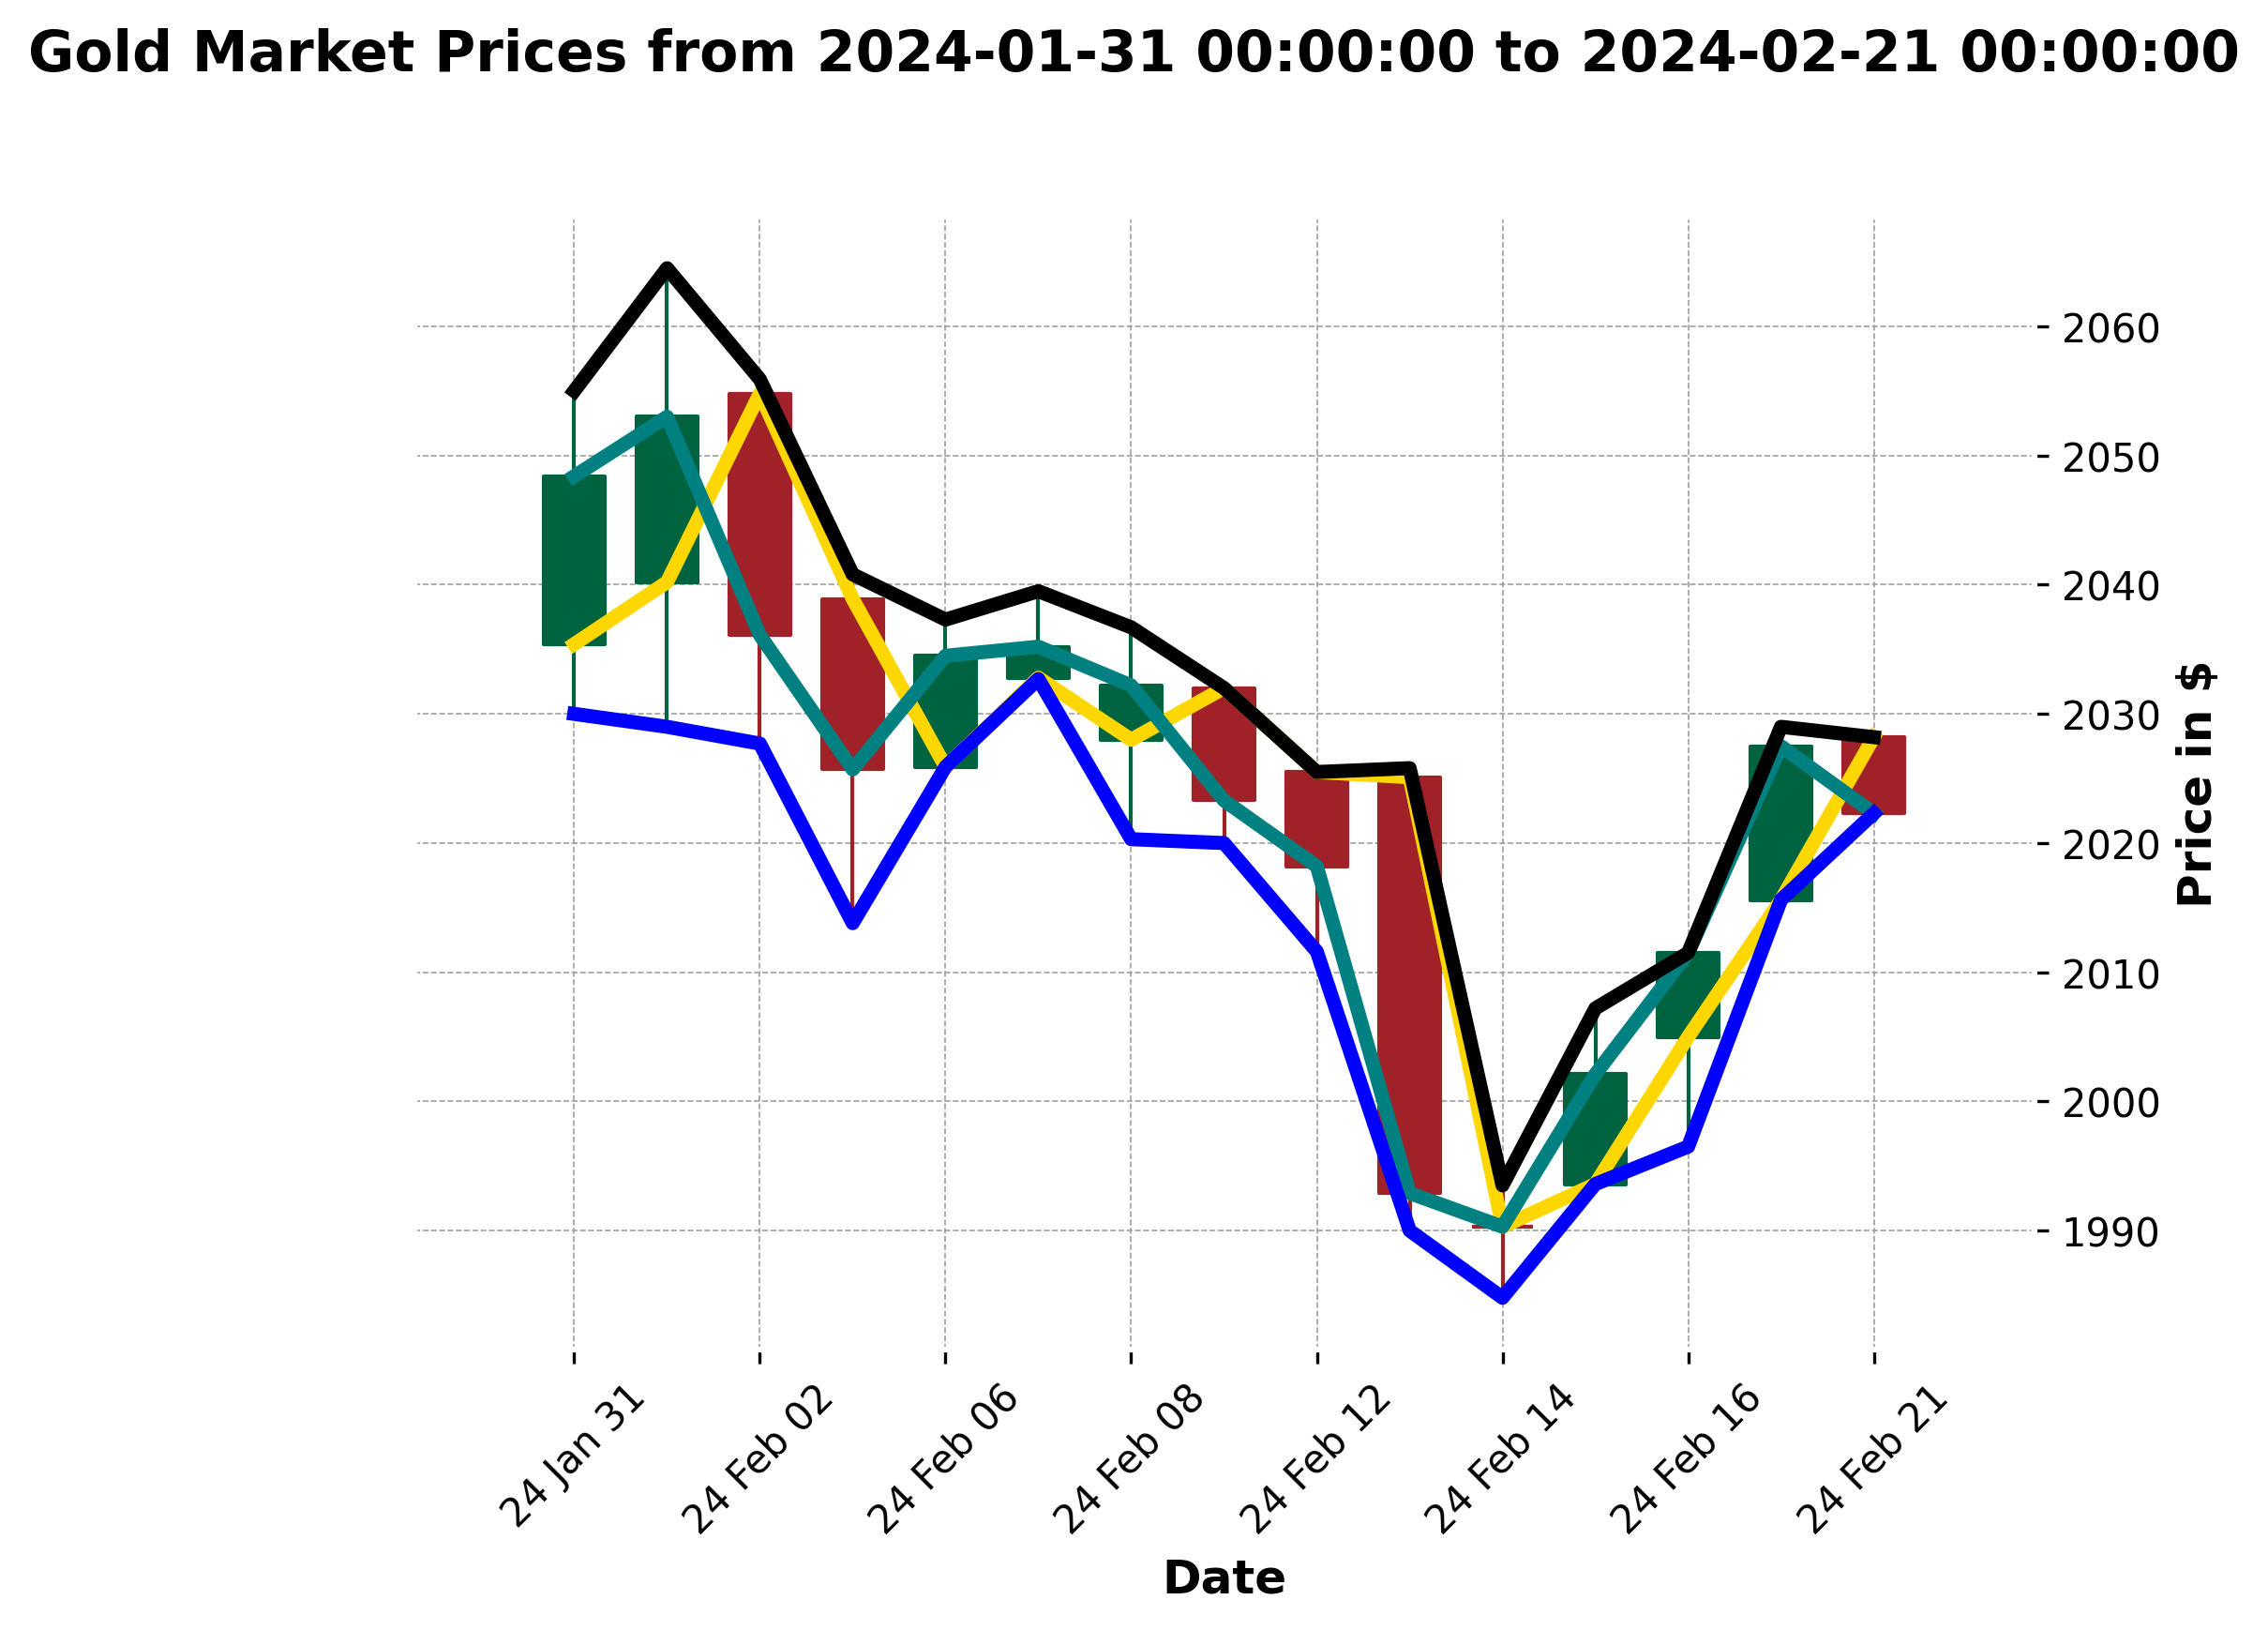 Gold Market Prices from 2024-01-31 00:00:00 to 2024-02-21 00:00:00
2060
2050
2040
2030
2020
2010
2000
1990
Price in $
24 Jan 31
24 Feb 02
24 Feb 06
24 Feb 08
24 Feb 12
24 Feb 14
24 Feb 16
24 Feb 21
Date